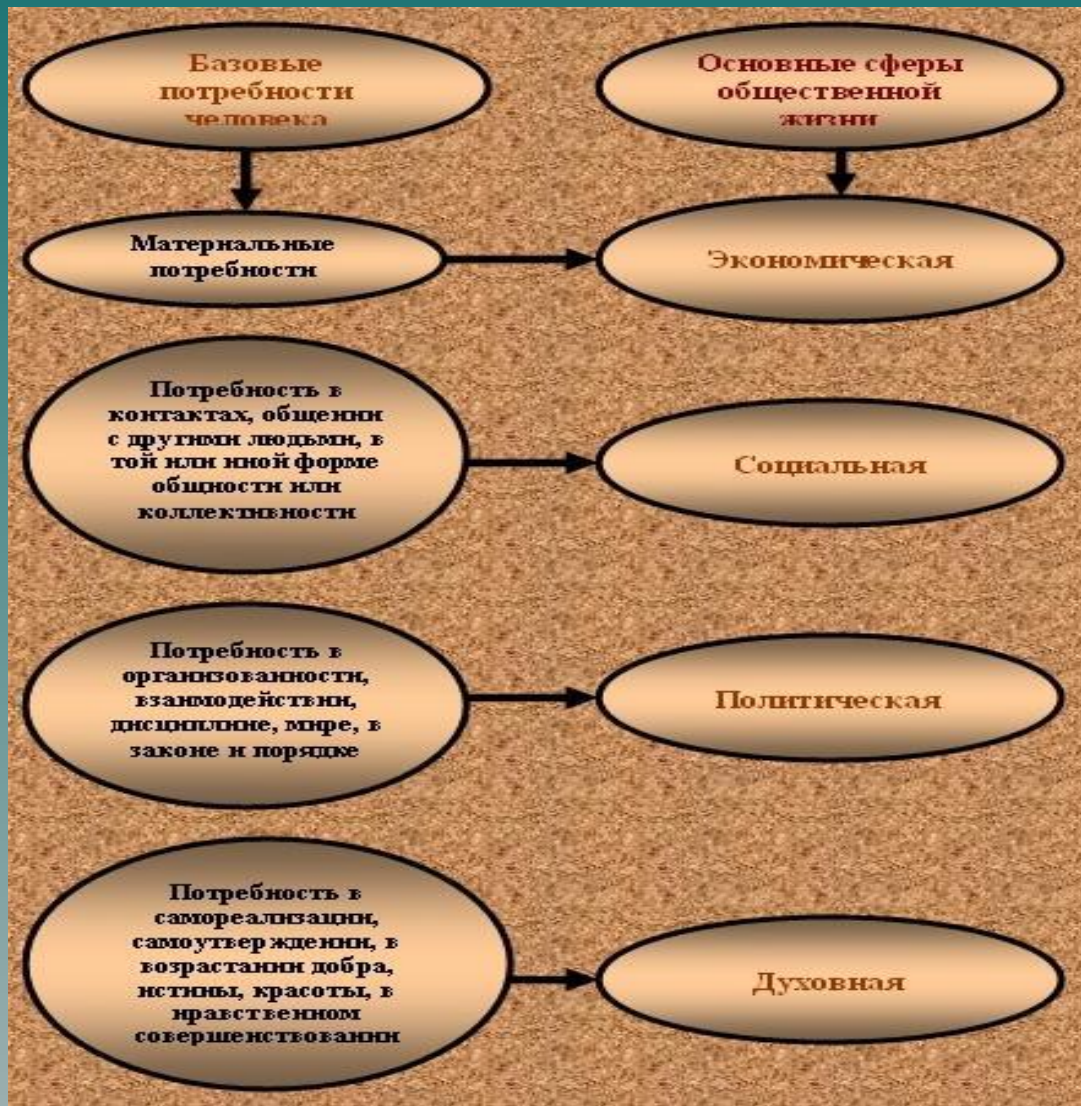 Базовые
потребности
человека
Основные сферы
общественной
жизни
Материальные
потребности
Экономическая
Потребность в
контактах, общении
с другими людьми, в
той или иной форме
общности или
коллективности
Социальная
Потребность в
организованности,
взаимодействии,
дисциплине, мире, в
законе и порядке
Политическая
Потребность в
самореализации,
самоутверждении, в
возрастании добра,
истины, красоты, в
нравственном
совершенствовании
Духовная